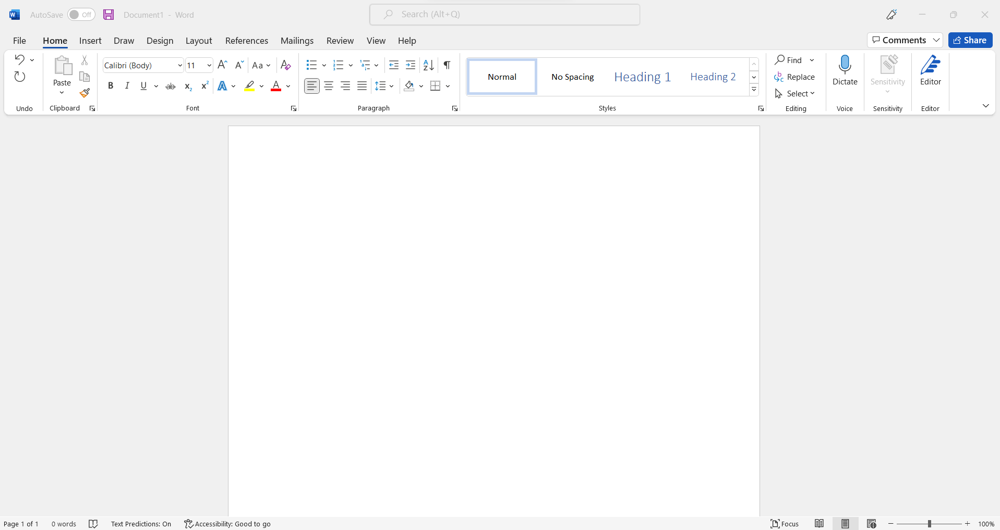 AutoSave Off Document1 - Word Search (Alt+Q)
File Home Insert Draw Design Layout References Mailings Review View Help Comments Share
Calibri (Body) 11 Aa
Paste
Normal No Spacing Heading 1 Heading 2
Find
Replace
Select
Dictate
Sensitivity
Editor
Undo Clipboard Font Paragraph Styles Editing Voice Sensitivity Editor
Page 1 of 1 0 words Text Predictions: On Accessibility: Good to go Focus 100%